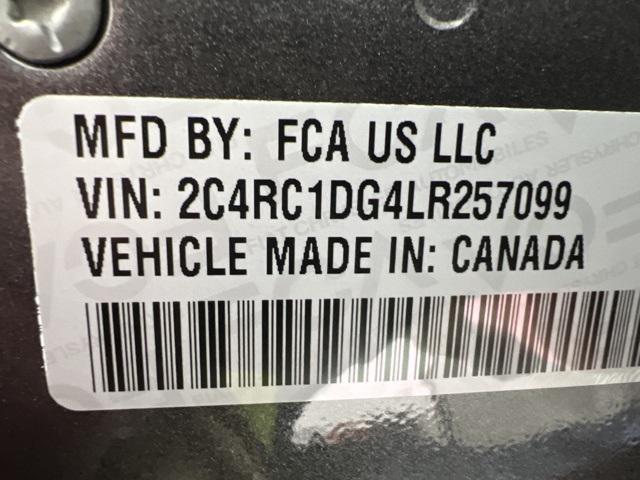 MFD BY: FCA US LLC
VIN: 2C4RC1DG4LR257099
VEHICLE MADE IN: CANADA